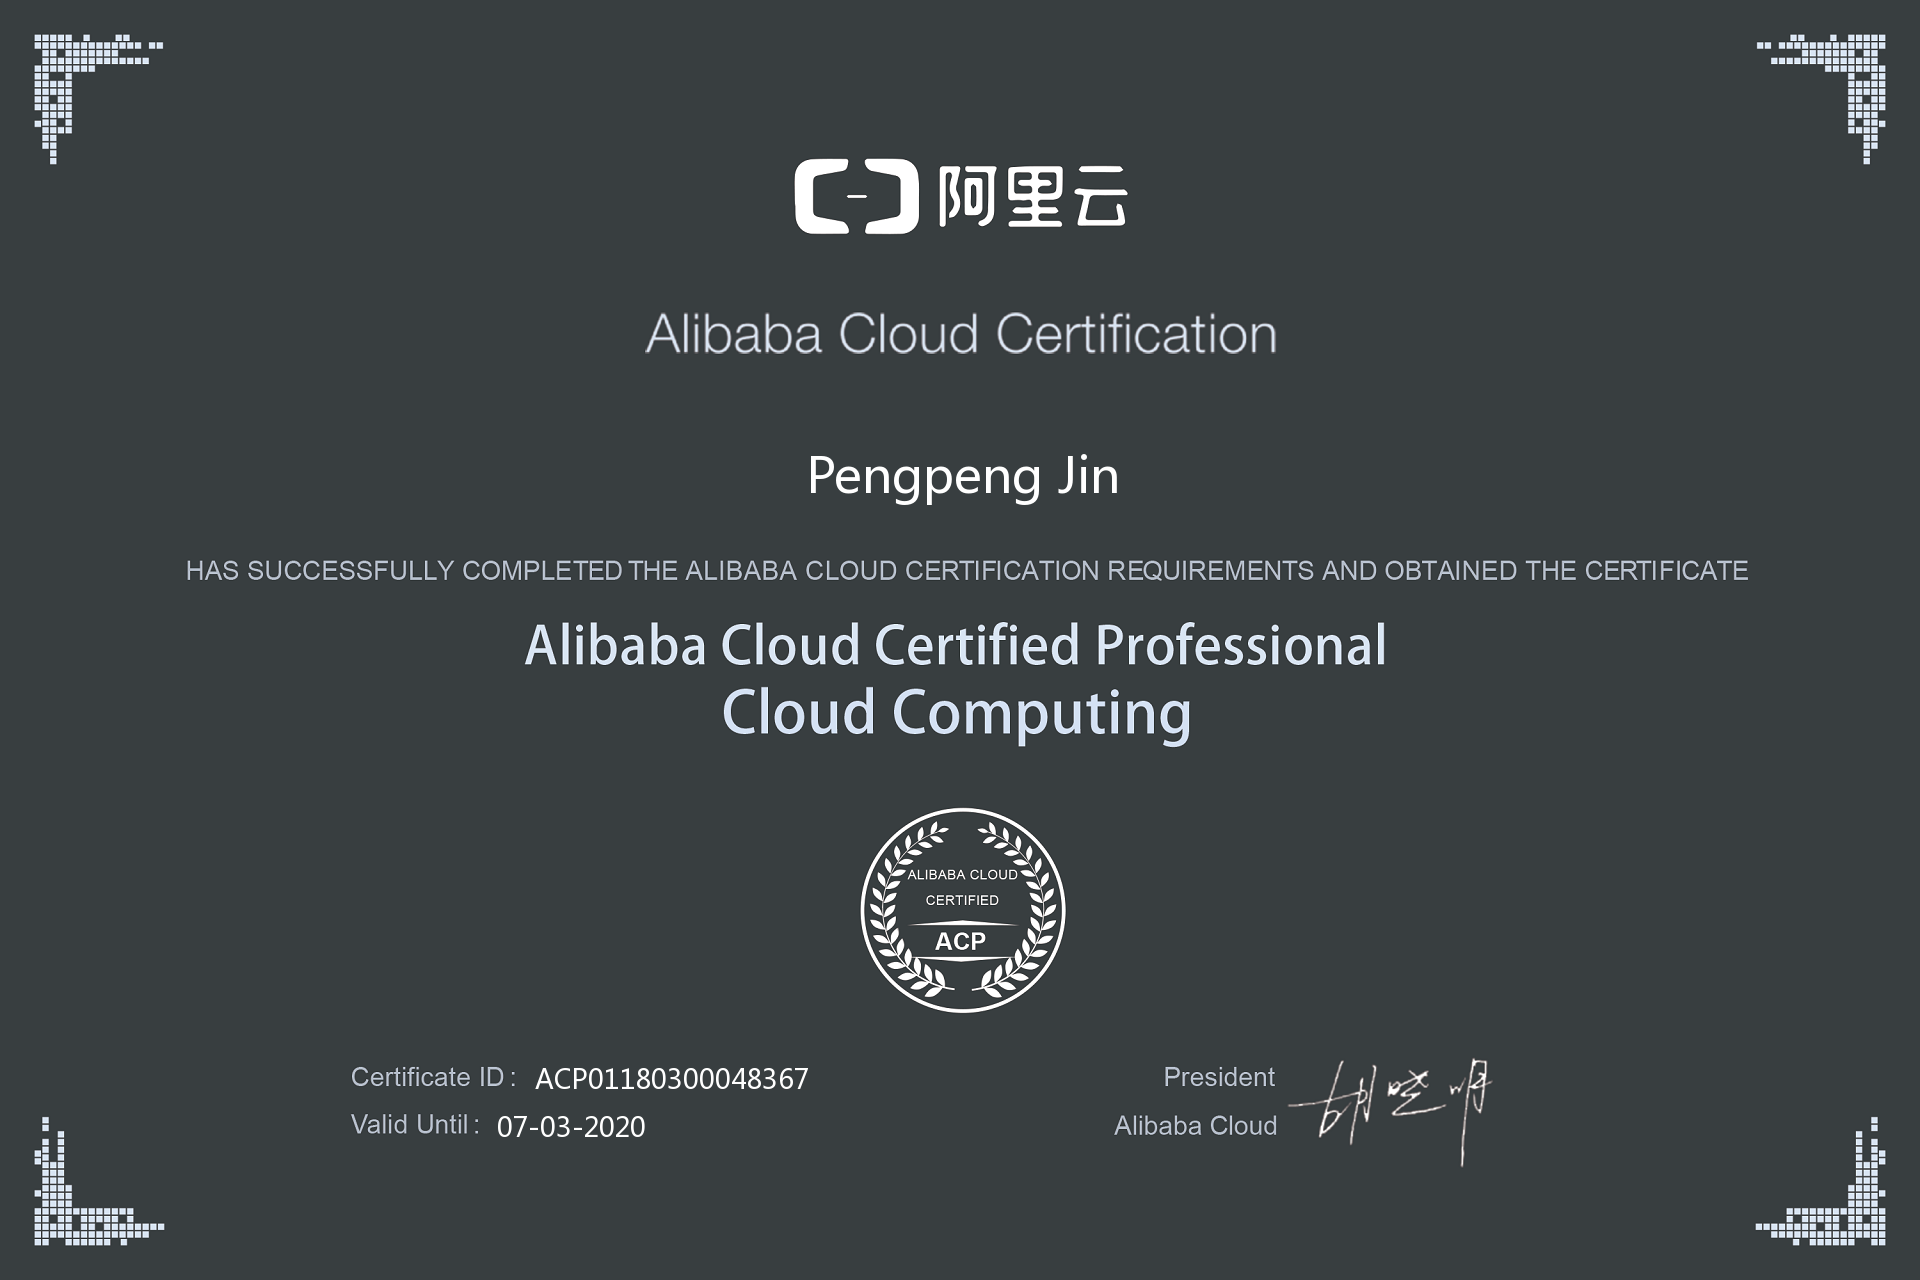 阿里云
Alibaba Cloud Certification
Pengpeng Jin
HAS SUCCESSFULLY COMPLETED THE ALIBABA CLOUD CERTIFICATION REQUIREMENTS AND OBTAINED THE CERTIFICATE
Alibaba Cloud Certified Professional
Cloud Computing
ALIBABA CLOUD
CERTIFIED
ACP
Certificate ID : ACP01180300048367
Valid Until : 07-03-2020
President
Alibaba Cloud
胡晓明